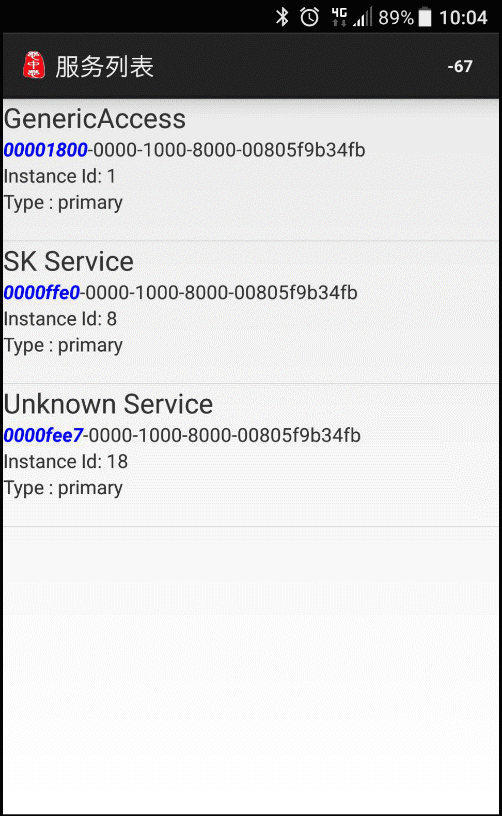 4G 89% 10:04
服务列表 -67
GenericAccess
00001800-0000-1000-8000-00805f9b34fb
Instance Id: 1
Type : primary
SK Service
0000ffe0-0000-1000-8000-00805f9b34fb
Instance Id: 8
Type : primary
Unknown Service
0000fee7-0000-1000-8000-00805f9b34fb
Instance Id: 18
Type : primary